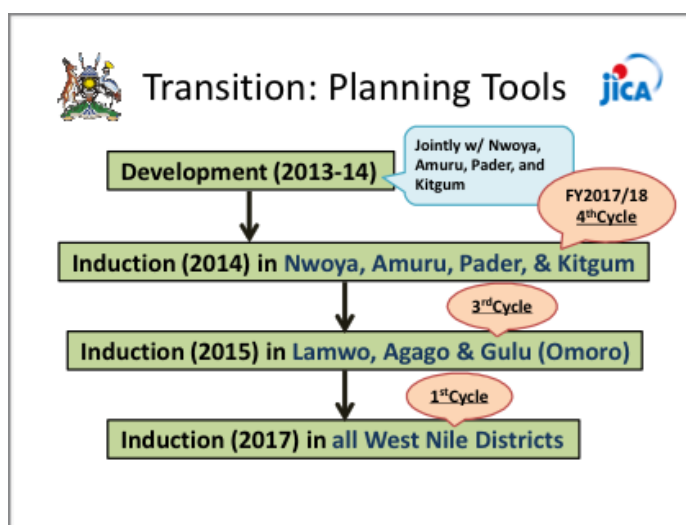 Transition: Planning Tools
jICA
Development (2013-14)
Jointly w/ Nwoya,
Amuru, Pader, and
Kitgum
FY2017/18
4thCycle
Induction (2014) in Nwoya, Amuru, Pader, & Kitgum
3rdCycle
Induction (2015) in Lamwo, Agago & Gulu (Omoro)
1stCycle
Induction (2017) in all West Nile Districts